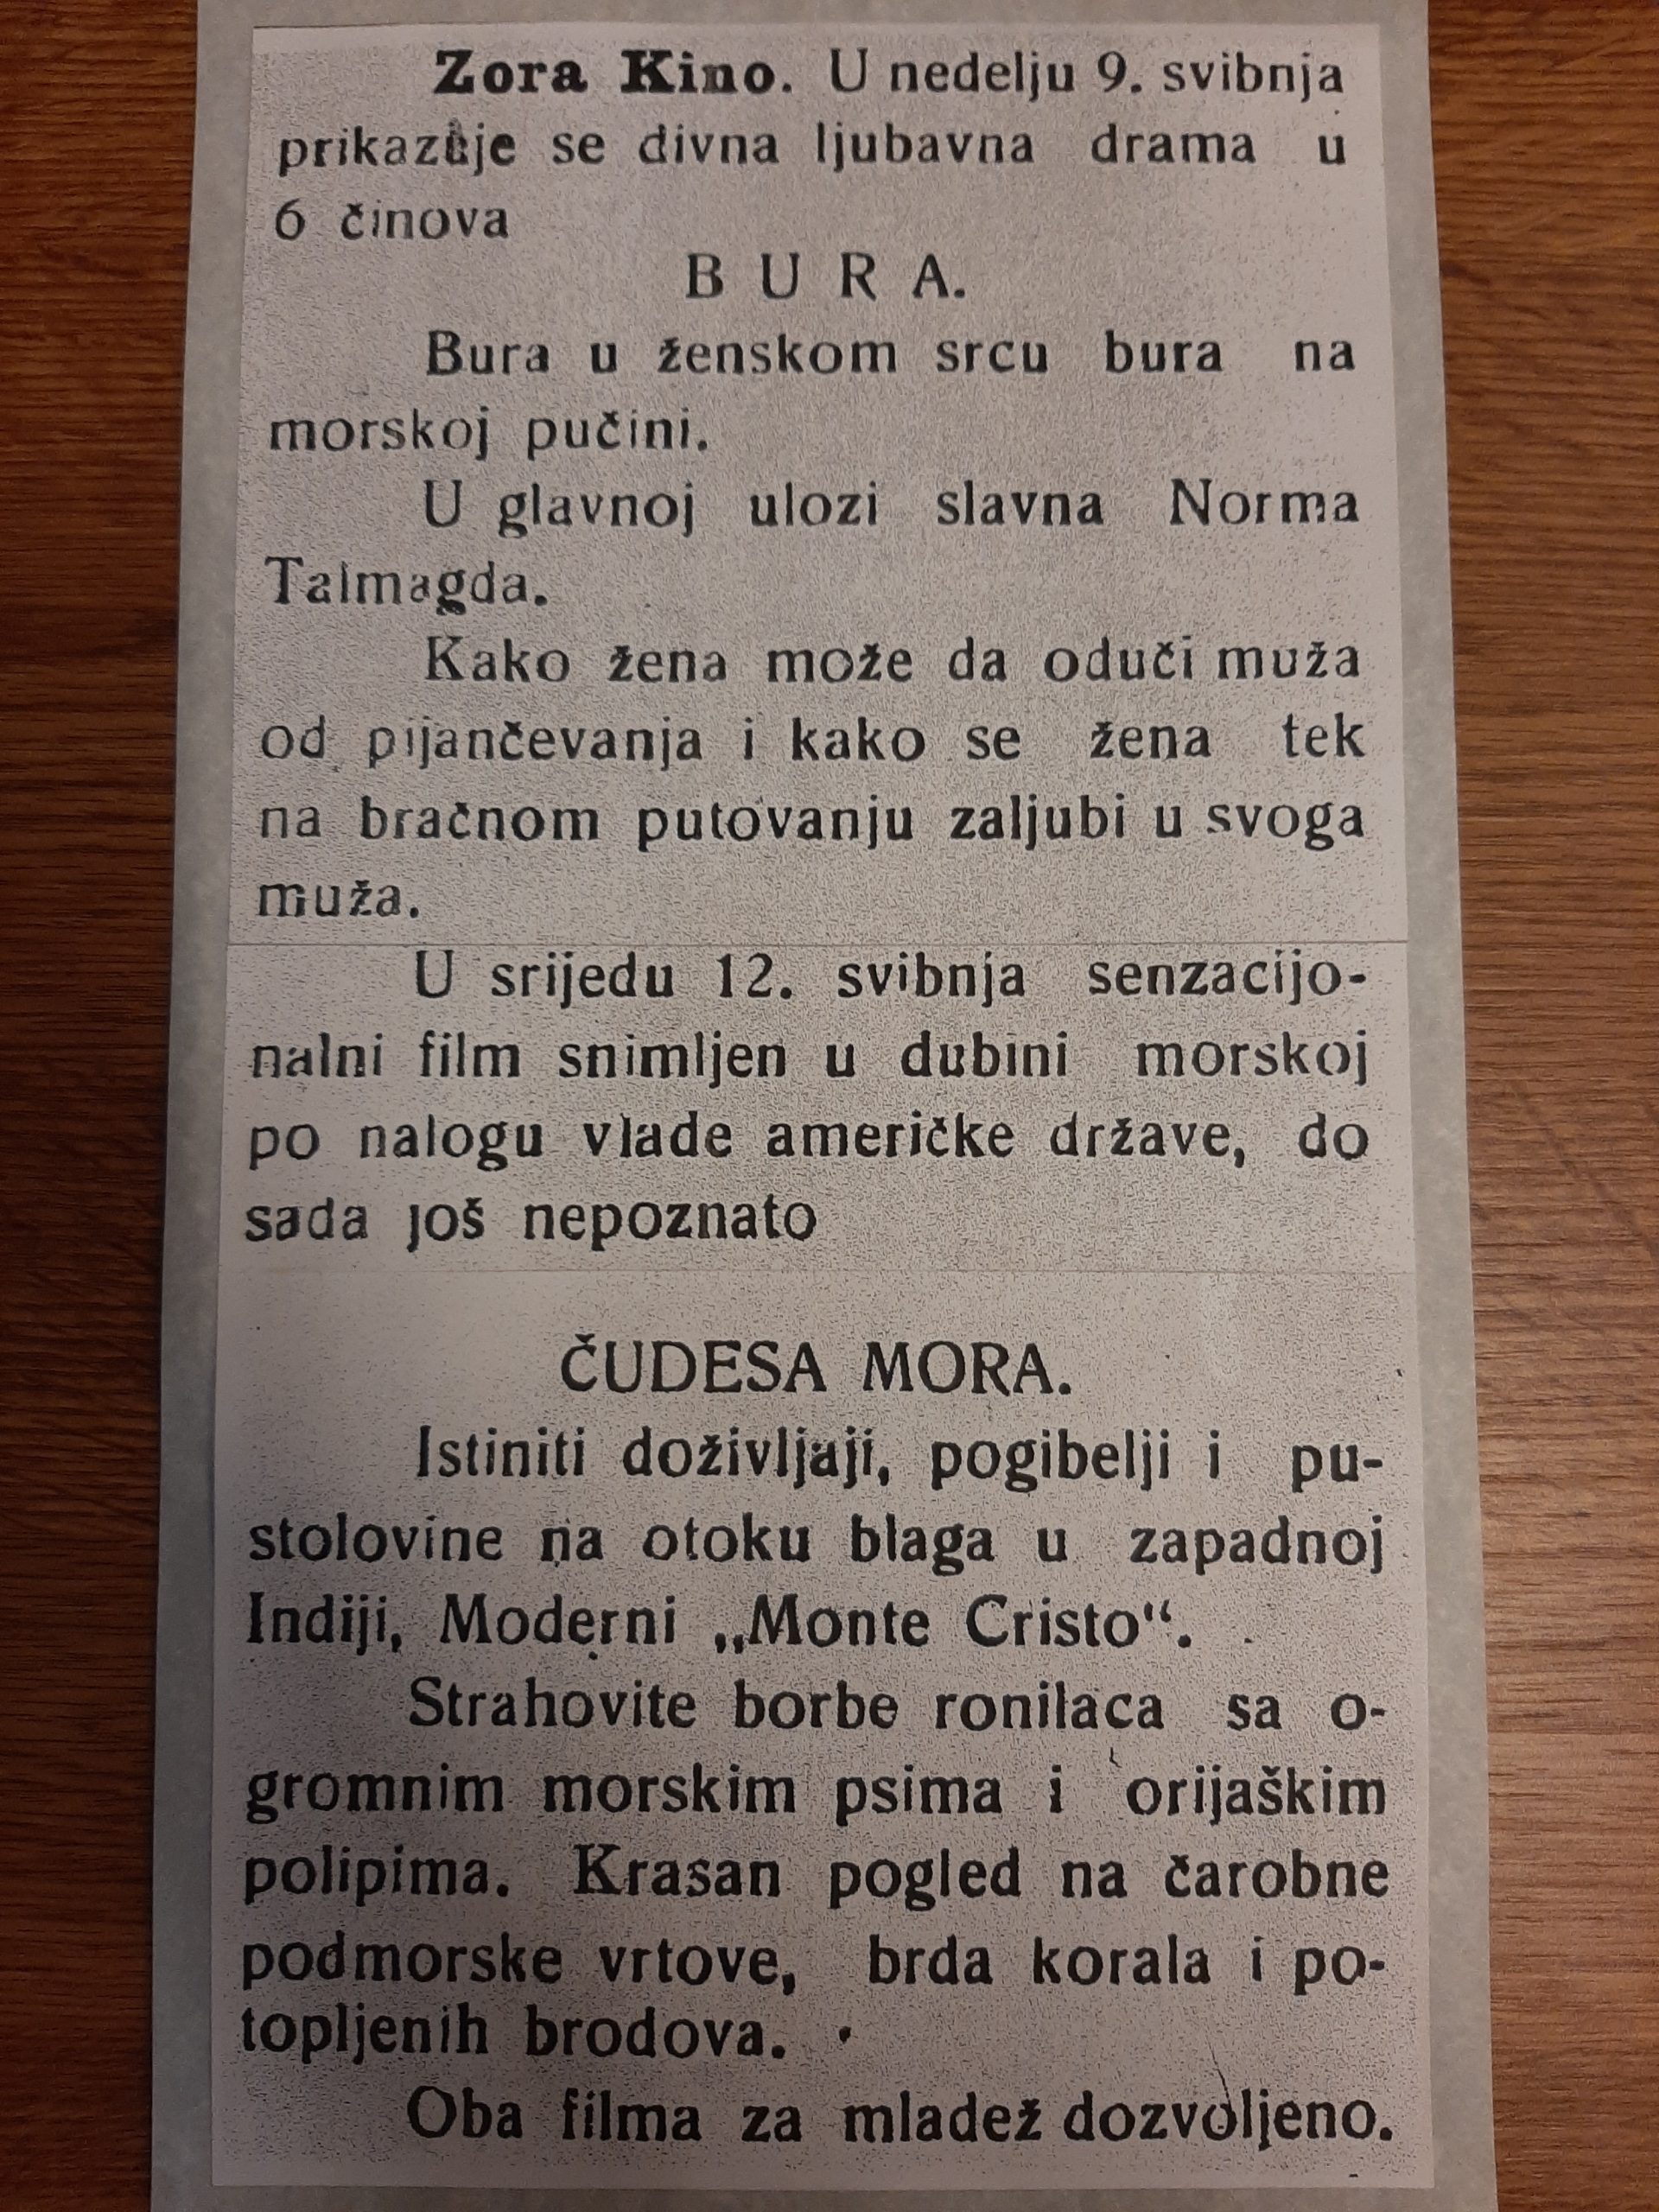 Zora Kino. U nedelju 9. svibnja
prikazuje se divna ljubavna drama u
6 činova
BURA.
Bura u ženskom srcu bura na
morskoj pučini.
U glavnoj ulozi slavna Norma
Talmagda.
Kako žena može da oduči muža
od pijančevanja i kako se žena tek
na bračnom putovanju zaljubi u svoga
muža.
U srijedu 12. svibnja senzacijo-
nalni film snimljen u dubini morskoj
po nalogu vlade američke države, do
sada još nepoznato
ČUDESA MORA.
Istiniti doživljaji, pogibelji i pu-
stolovine na otoku blaga u zapadnoj
Indiji, Moderni „Monte Cristo“.
Strahovite borbe ronilaca sa o-
gromnim morskim psima i orijaškim
polipima. Krasan pogled na čarobne
podmorske vrtove, brda korala i po-
topljenih brodova.
Oba filma za mladež dozvoljeno.